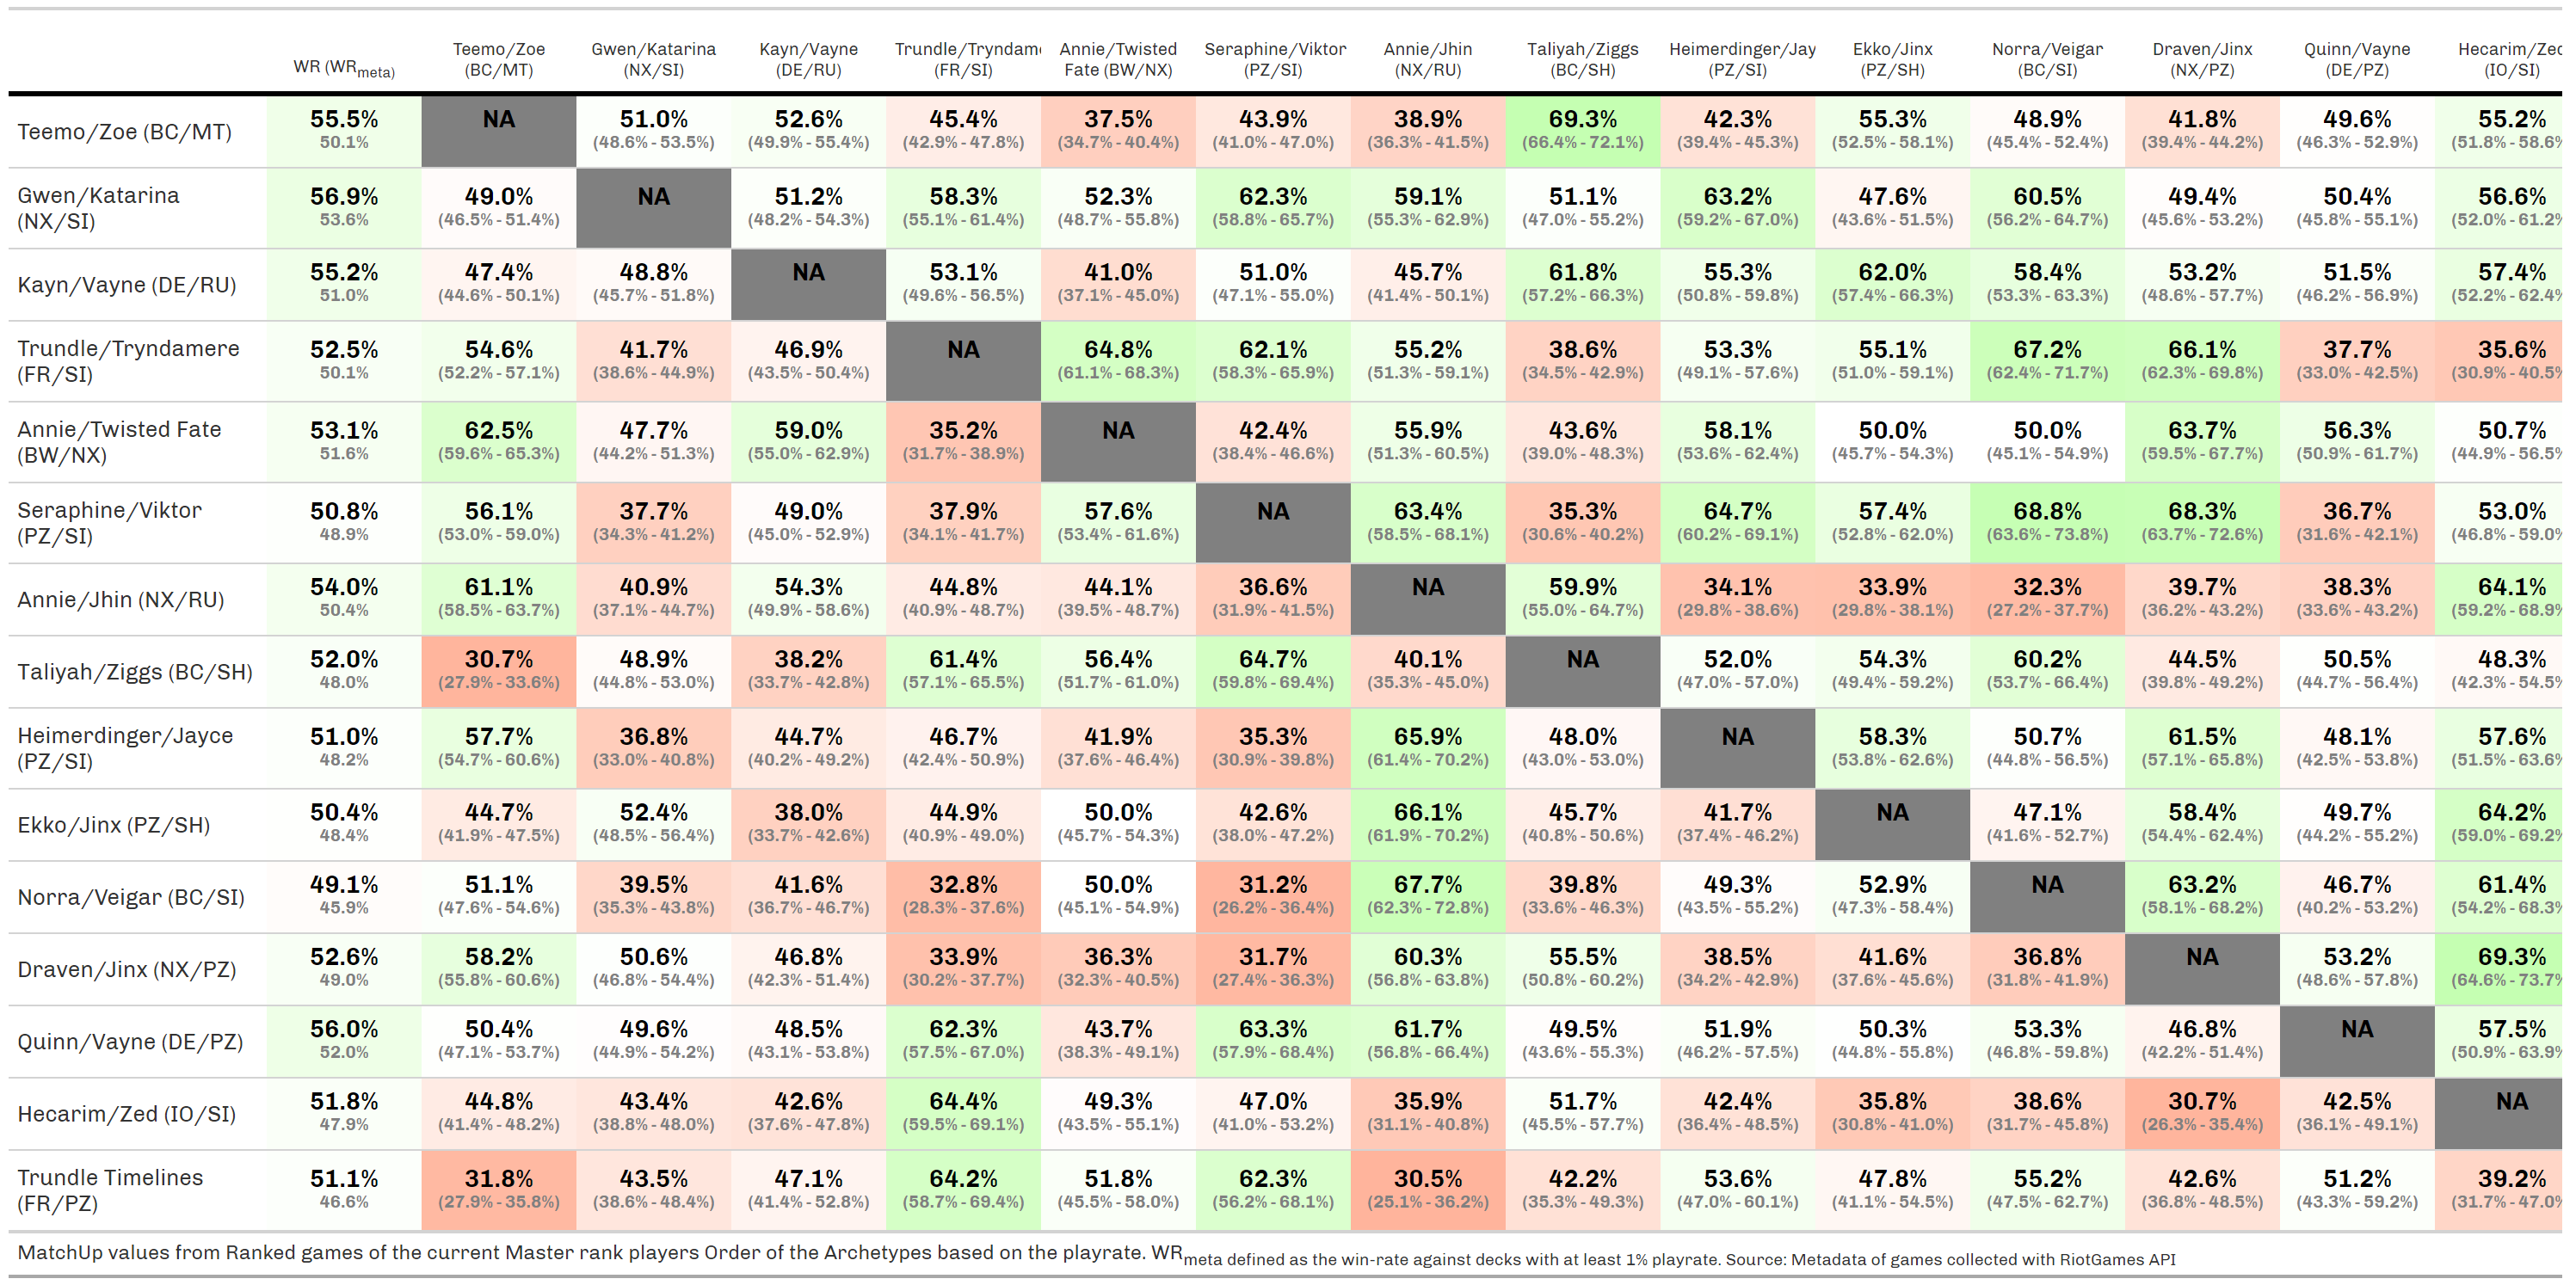 WR (WRmeta) Teemo/Zoe (BC/MT) Gwen/Katarina (NX/SI) Kayn/Vayne (DE/RU) Trundle/Tryndam (FR/SI) Annie/Twisted Fate (BW/NX) Seraphine/Viktor (PZ/SI) Annie/Jhin (NX/RU) Taliyah/Ziggs (BC/SH) Heimerdinger/Jay (PZ/SI) Ekko/Jinx (PZ/SH) Norra/Veigar (BC/SI) Draven/Jinx (NX/PZ) Quinn/Vayne (DE/PZ) Hecarim/Zed (IO/SI)
Teemo/Zoe (BC/MT) 55.5% NA 51.0% 52.6% 45.4% 37.5% 43.9% 38.9% 69.3% 42.3% 55.3% 48.9% 41.8% 49.6% 55.2%
50.1% (48.6% - 53.5%) (49.9% - 55.4%) (42.9% - 47.8%) (34.7% - 40.4%) (41.0% - 47.0%) (36.3% - 41.5%) (66.4% - 72.1%) (39.4% - 45.3%) (52.5% - 58.1%) (45.4% - 52.4%) (39.4% - 44.2%) (46.3% - 52.9%) (51.8% - 58.6%
Gwen/Katarina (NX/SI) 56.9% 49.0% NA 51.2% 58.3% 52.3% 62.3% 59.1% 51.1% 63.2% 47.6% 60.5% 49.4% 50.4% 56.6%
53.6% (46.5% - 51.4%) (48.2% - 54.3%) (55.1% - 61.4%) (48.7% - 55.8%) (58.8% - 65.7%) (55.3% - 62.9%) (47.0% - 55.2%) (59.2% - 67.0%) (43.6% - 51.5%) (56.2% - 64.7%) (45.6% - 53.2%) (45.8% - 55.1%) (52.0% - 61.2%
Kayn/Vayne (DE/RU) 55.2% 47.4% 48.8% NA 53.1% 41.0% 51.0% 45.7% 61.8% 55.3% 62.0% 58.4% 53.2% 51.5% 57.4%
51.0% (44.6% - 50.1%) (45.7% - 51.8%) (49.6% - 56.5%) (37.1% - 45.0%) (47.1% - 55.0%) (41.4% - 50.1%) (57.2% - 66.3%) (50.8% - 59.8%) (57.4% - 66.3%) (53.3% - 63.3%) (48.6% - 57.7%) (46.2% - 56.9%) (52.2% - 62.4%
Trundle/Tryndamere (FR/SI) 52.5% 54.6% 41.7% 46.9% NA 64.8% 62.1% 55.2% 38.6% 53.3% 55.1% 67.2% 66.1% 37.7% 35.6%
50.1% (52.2% - 57.1%) (38.6% - 44.9%) (43.5% - 50.4%) (61.1% - 68.3%) (58.3% - 65.9%) (51.3% - 59.1%) (34.5% - 42.9%) (49.1% - 57.6%) (51.0% - 59.1%) (62.4% - 71.7%) (62.3% - 69.8%) (33.0% - 42.5%) (30.9% - 40.5%
Annie/Twisted Fate (BW/NX) 53.1% 62.5% 47.7% 59.0% 35.2% NA 42.4% 55.9% 43.6% 58.1% 50.0% 50.0% 63.7% 56.3% 50.7%
51.6% (59.6% - 65.3%) (44.2% - 51.3%) (55.0% - 62.9%) (31.7% - 38.9%) (38.4% - 46.6%) (51.3% - 60.5%) (39.0% - 48.3%) (53.6% - 62.4%) (45.7% - 54.3%) (45.1% - 54.9%) (59.5% - 67.7%) (50.9% - 61.7%) (44.9% - 56.5%
Seraphine/Viktor (PZ/SI) 50.8% 56.1% 37.7% 49.0% 37.9% 57.6% NA 63.4% 35.3% 64.7% 57.4% 68.8% 68.3% 36.7% 53.0%
48.9% (53.0% - 59.0%) (34.3% - 41.2%) (45.0% - 52.9%) (34.1% - 41.7%) (53.4% - 61.6%) (58.5% - 68.1%) (30.6% - 40.2%) (60.2% - 69.1%) (52.8% - 62.0%) (63.6% - 73.8%) (63.7% - 72.6%) (31.6% - 42.1%) (46.8% - 59.0%
Annie/Jhin (NX/RU) 54.0% 61.1% 40.9% 54.3% 44.8% 44.1% 36.6% NA 59.9% 34.1% 33.9% 32.3% 39.7% 38.3% 64.1%
50.4% (58.5% - 63.7%) (37.1% - 44.7%) (49.9% - 58.6%) (40.9% - 48.7%) (39.5% - 48.7%) (31.9% - 41.5%) (55.0% - 64.7%) (29.8% - 38.6%) (29.8% - 38.1%) (27.2% - 37.7%) (36.2% - 43.2%) (33.6% - 43.2%) (59.2% - 68.9%
Taliyah/Ziggs (BC/SH) 52.0% 30.7% 48.9% 38.2% 61.4% 56.4% 64.7% 40.1% NA 52.0% 54.3% 60.2% 44.5% 50.5% 48.3%
48.0% (27.9% - 33.6%) (44.8% - 53.0%) (33.7% - 42.8%) (57.1% - 65.5%) (51.7% - 61.0%) (59.8% - 69.4%) (35.3% - 45.0%) (47.0% - 57.0%) (49.4% - 59.2%) (53.7% - 66.4%) (39.8% - 49.2%) (44.7% - 56.4%) (42.3% - 54.5%
Heimerdinger/Jayce (PZ/SI) 51.0% 57.7% 36.8% 44.7% 46.7% 41.9% 35.3% 65.9% 48.0% NA 58.3% 50.7% 61.5% 48.1% 57.6%
48.2% (54.7% - 60.6%) (33.0% - 40.8%) (40.2% - 49.2%) (42.4% - 50.9%) (37.6% - 46.4%) (30.9% - 39.8%) (61.4% - 70.2%) (43.0% - 53.0%) (53.8% - 62.6%) (44.8% - 56.5%) (57.1% - 65.8%) (42.5% - 53.8%) (51.5% - 63.6%
Ekko/Jinx (PZ/SH) 50.4% 44.7% 52.4% 38.0% 44.9% 50.0% 42.6% 66.1% 45.7% 41.7% NA 47.1% 58.4% 49.7% 64.2%
48.4% (41.9% - 47.5%) (48.5% - 56.4%) (33.7% - 42.6%) (40.9% - 49.0%) (45.7% - 54.3%) (38.0% - 47.2%) (61.9% - 70.2%) (40.8% - 50.6%) (37.4% - 46.2%) (41.6% - 52.7%) (54.4% - 62.4%) (44.2% - 55.2%) (59.0% - 69.2%
Norra/Veigar (BC/SI) 49.1% 51.1% 39.5% 41.6% 32.8% 50.0% 31.2% 67.7% 39.8% 49.3% 52.9% NA 63.2% 46.7% 61.4%
45.9% (47.6% - 54.6%) (35.3% - 43.8%) (36.7% - 46.7%) (28.3% - 37.6%) (45.1% - 54.9%) (26.2% - 36.4%) (62.3% - 72.8%) (33.6% - 46.3%) (43.5% - 55.2%) (47.3% - 58.4%) (58.1% - 68.2%) (40.2% - 53.2%) (54.2% - 68.3%
Draven/Jinx (NX/PZ) 52.6% 58.2% 50.6% 46.8% 33.9% 36.3% 31.7% 60.3% 55.5% 38.5% 41.6% 36.8% NA 53.2% 69.3%
49.0% (55.8% - 60.6%) (46.8% - 54.4%) (42.3% - 51.4%) (30.2% - 37.7%) (32.3% - 40.5%) (27.4% - 36.3%) (56.8% - 63.8%) (50.8% - 60.2%) (34.2% - 42.9%) (37.6% - 45.6%) (31.8% - 41.9%) (48.6% - 57.8%) (64.6% - 73.7%
Quinn/Vayne (DE/PZ) 56.0% 50.4% 49.6% 48.5% 62.3% 43.7% 63.3% 61.7% 49.5% 51.9% 50.3% 53.3% 46.8% NA 57.5%
52.0% (47.1% - 53.7%) (44.9% - 54.2%) (43.1% - 53.8%) (57.5% - 67.0%) (38.3% - 49.1%) (57.9% - 68.4%) (56.8% - 66.4%) (43.6% - 55.3%) (46.2% - 57.5%) (44.8% - 55.8%) (46.8% - 59.8%) (42.2% - 51.4%) (50.9% - 63.9%
Hecarim/Zed (IO/SI) 51.8% 44.8% 43.4% 42.6% 64.4% 49.3% 47.0% 35.9% 51.7% 42.4% 35.8% 38.6% 30.7% 42.5% NA
47.9% (41.4% - 48.2%) (38.8% - 48.0%) (37.6% - 47.8%) (59.5% - 69.1%) (43.5% - 55.1%) (41.0% - 53.2%) (31.1% - 40.8%) (45.5% - 57.7%) (36.4% - 48.5%) (30.8% - 41.0%) (31.7% - 45.8%) (26.3% - 35.4%) (36.1% - 49.1%)
Trundle Timelines (FR/PZ) 51.1% 31.8% 43.5% 47.1% 64.2% 51.8% 62.3% 30.5% 42.2% 53.6% 47.8% 55.2% 42.6% 51.2% 39.2%
46.6% (27.9% - 35.8%) (38.6% - 48.4%) (41.4% - 52.8%) (58.7% - 69.4%) (45.5% - 58.0%) (56.2% - 68.1%) (25.1% - 36.2%) (35.3% - 49.3%) (47.0% - 60.1%) (41.1% - 54.5%) (47.5% - 62.7%) (36.8% - 48.5%) (43.3% - 59.2%) (31.7% - 47.0%
MatchUp values from Ranked games of the current Master rank players Order of the Archetypes based on the playrate. WRmeta defined as the win-rate against decks with at least 1% playrate. Source: Metadata of games collected with RiotGames API